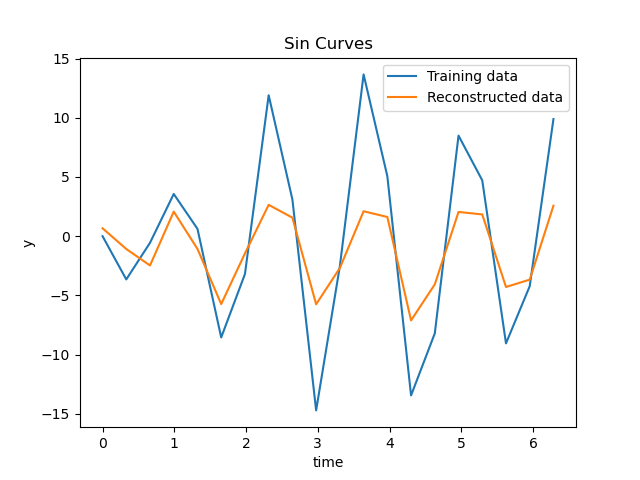 Sin Curves
Training data
Reconstructed data
15
10
5
0
−5
−10
−15
y
0 1 2 3 4 5 6
time